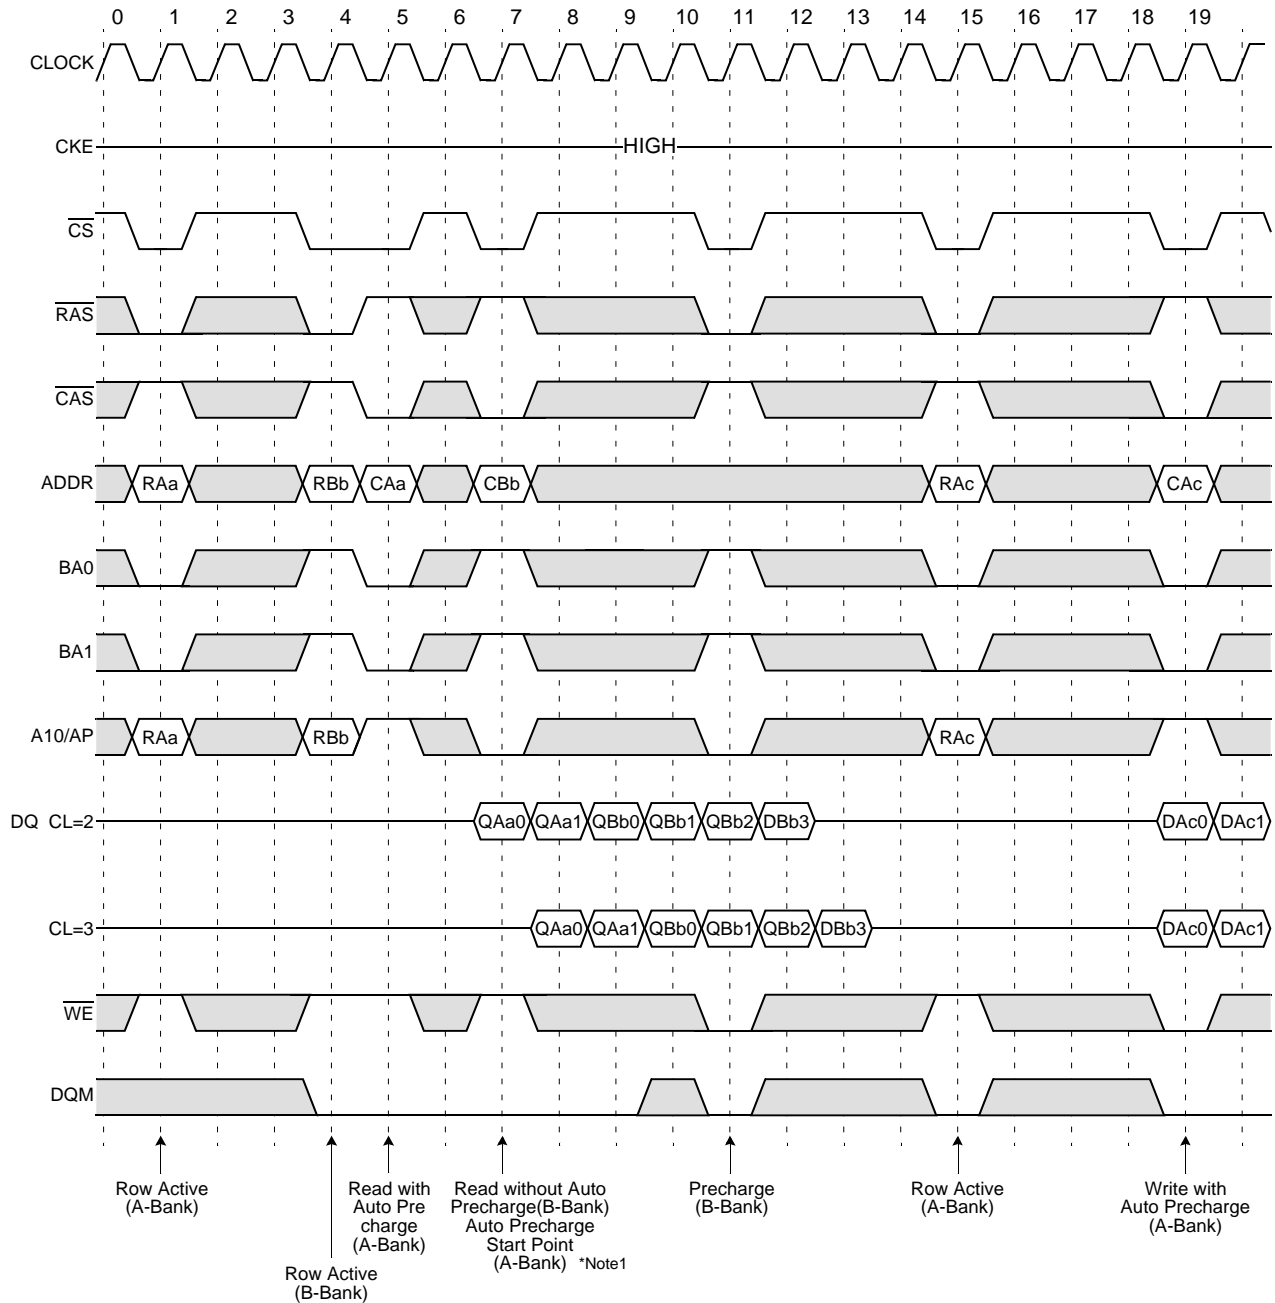 0 1 2 3 4 5 6 7 8 9 10 11 12 13 14 15 16 17 18 19
CLOCK
CKE HIGH
CS
RAS
CAS
ADDR RAa RBb CAa CBb RAc CAc
BA0
BA1
A10/AP RAa RBb RAc
DQ CL=2 QAa0 QAa1 QBb0 QBb1 QBb2 DBb3 DAc0 DAc1
CL=3 QAa0 QAa1 QBb0 QBb1 QBb2 DBb3 DAc0 DAc1
WE
DQM
Row Active
(A-Bank)
Row Active
(B-Bank)
Read with
Auto Pre
charge
(A-Bank)
Read without Auto
Precharge(B-Bank)
Auto Precharge
Start Point
(A-Bank) *Note1
Precharge
(B-Bank)
Row Active
(A-Bank)
Write with
Auto Precharge
(A-Bank)